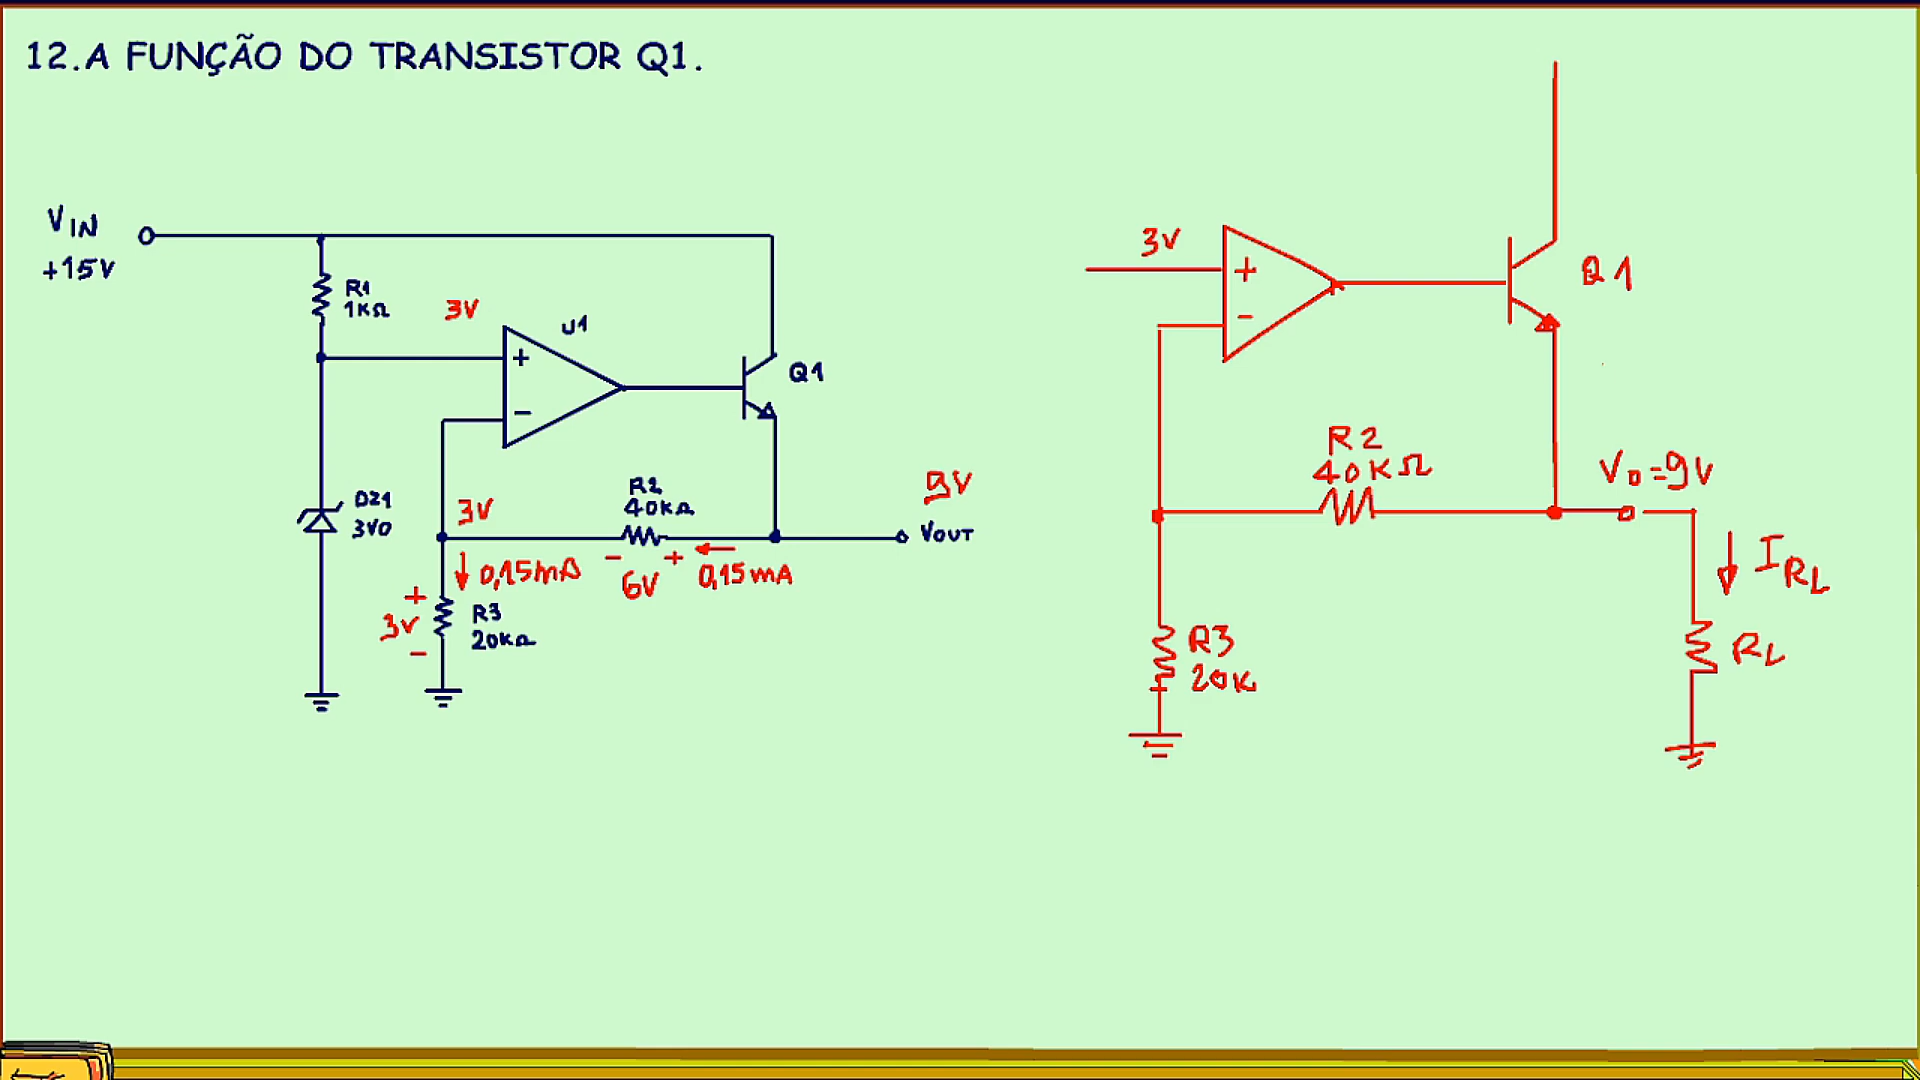 12.A FUNÇÃO DO TRANSISTOR Q1.
VIN
+15V
R1
1KΩ
3V
U1
+
-
Q1
DZ1
3V0
3V
R2
40KΩ
9V
VOUT
0,15mA
- 6V +
0,15mA
+
3V
-
R3
20KΩ
3V
+
-
Q1
R2
40KΩ
Vo=9V
IRL
R3
20K
RL